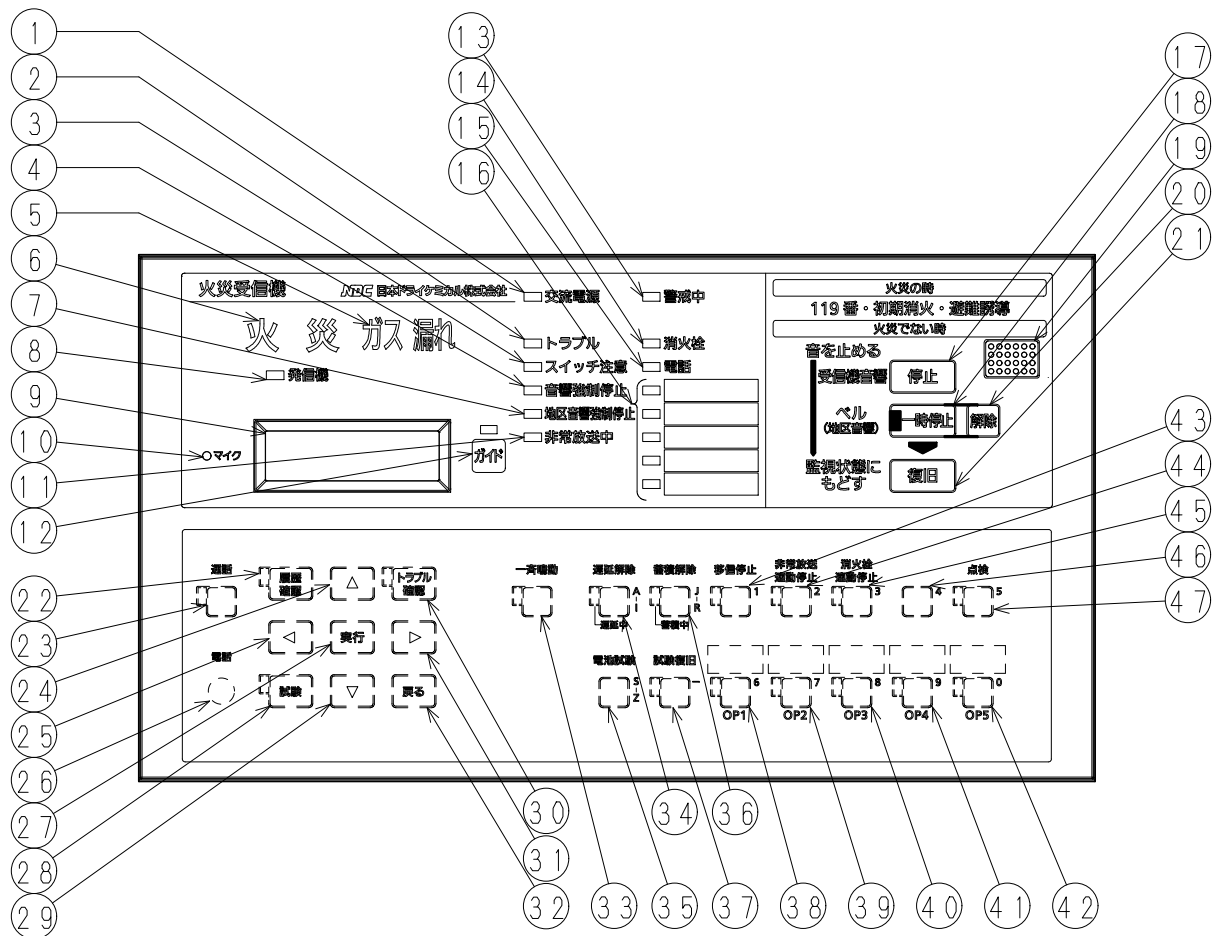 1
2
3
4
5
6
7
8
9
10
11
12
13
14
15
16
17
18
19
20
21
火災受信機
NDC 日本ドライケミカル株式会社
火災 ガス漏れ
発信機
マイク
ガイド
交流電源
トラブル
スイッチ注意
音響強制停止
地区音響強制停止
非常放送中
警戒中
消火栓
電話
火災の時
119番・初期消火・避難誘導
火災でない時
音を止める
受信機音響
停止
ベル
(地区音響)
一時停止
解除
監視状態に
もどす
復旧
43
44
45
46
47
22
23
24
25
26
27
28
29
通話
履歴
確認
△
トラブル
確認
◁
実行
▷
電話
試験
▽
戻る
一斉鳴動
遅延解除
A
|
I
遅延中
蓄積解除
J
|
R
蓄積中
移信停止
1
非常放送
連動停止
2
消火栓
連動停止
3
4
点検
5
電池試験
S
|
Z
試験復旧
ー
6
OP1
7
OP2
8
OP3
9
OP4
0
OP5
30
31
32
33
34
35
36
37
38
39
40
41
42